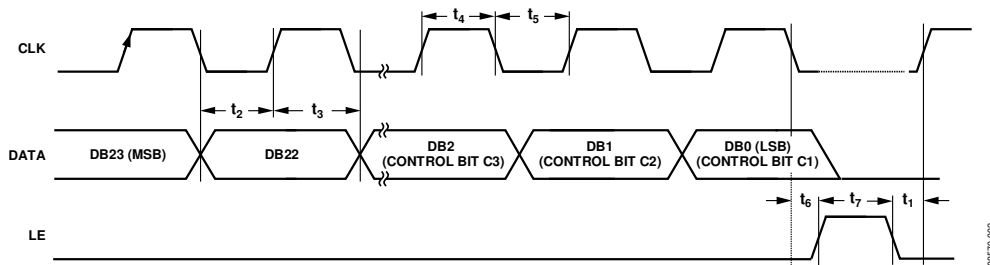 t4 t5
CLK
t2 t3
DB23 (MSB) DB22 DB2 (CONTROL BIT C3) DB1 (CONTROL BIT C2) DB0 (LSB) (CONTROL BIT C1)
DATA
t6 t7 t1
LE